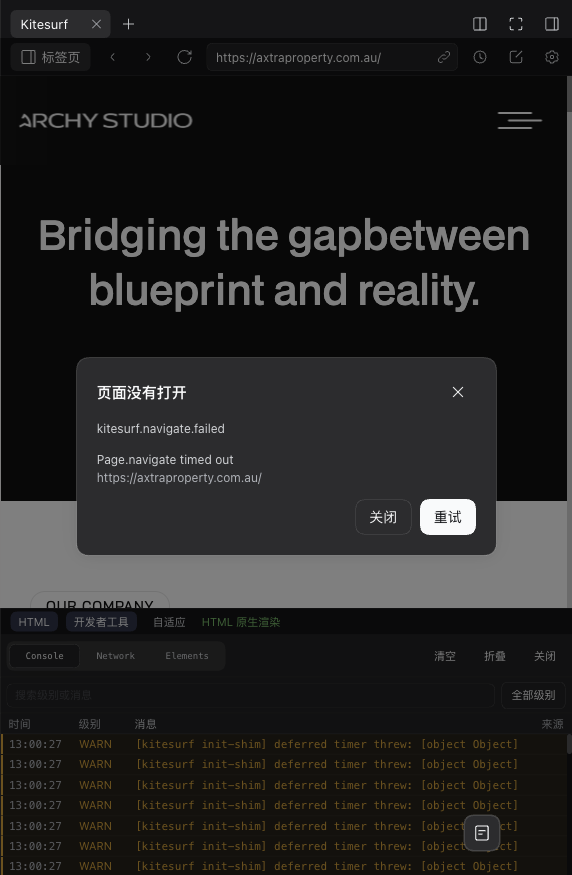 Kitesurf
标签页
https://axtraproperty.com.au/
ARCHY STUDIO
Bridging the gapbetween
blueprint and reality.
页面没有打开
kitesurf.navigate.failed
Page.navigate timed out
https://axtraproperty.com.au/
关闭 重试
OUR COMPANY
HTML 开发者工具 自适应 HTML 原生渲染
Console Network Elements 清空 折叠 关闭
搜索级别或消息 全部级别
时间 级别 消息 来源
13:00:27 WARN [kitesurf init-shim] deferred timer threw: [object Object]
13:00:27 WARN [kitesurf init-shim] deferred timer threw: [object Object]
13:00:27 WARN [kitesurf init-shim] deferred timer threw: [object Object]
13:00:27 WARN [kitesurf init-shim] deferred timer threw: [object Object]
13:00:27 WARN [kitesurf init-shim] deferred timer threw: [object Object]
13:00:27 WARN [kitesurf init-shim] deferred timer threw: [object Object]
13:00:27 WARN [kitesurf init-shim] deferred timer threw: [object Object]